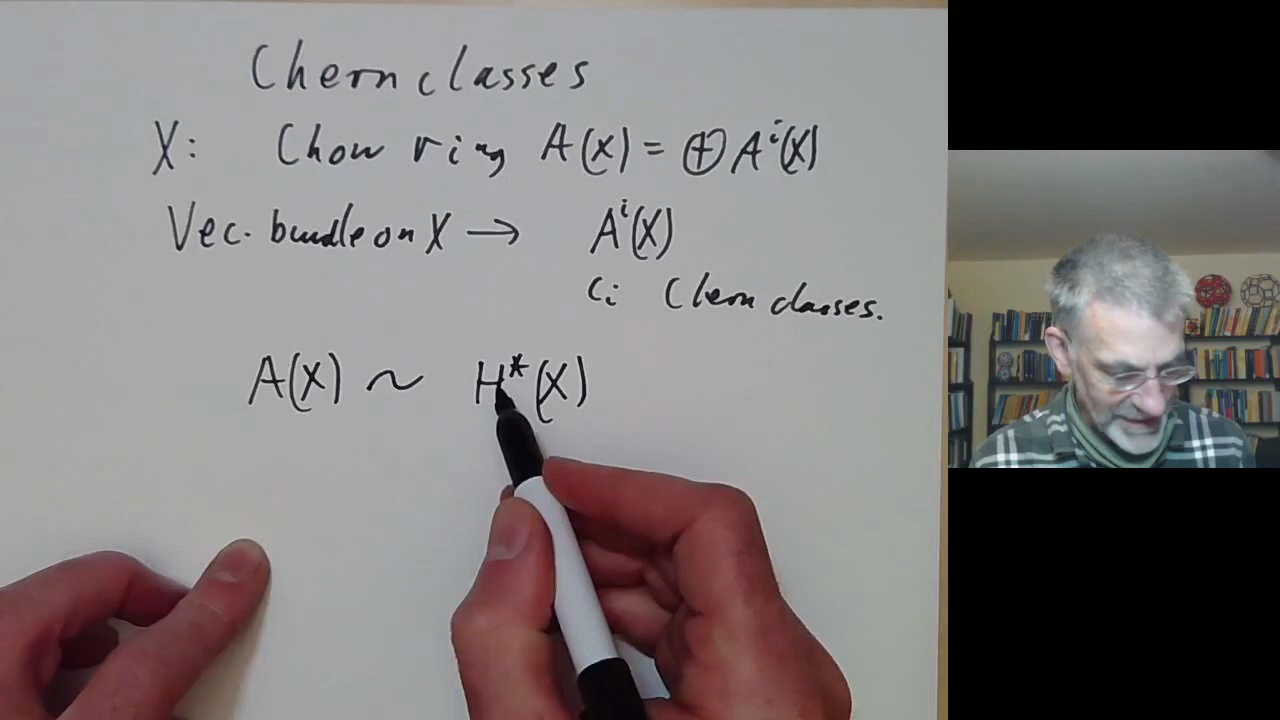 Chern classes
X: Chow ring A(X) = ⊕ Aⁱ(X)
Vec. bundle on X → Aⁱ(X)
cᵢ Chern classes.
A(X) ~ H*(X)